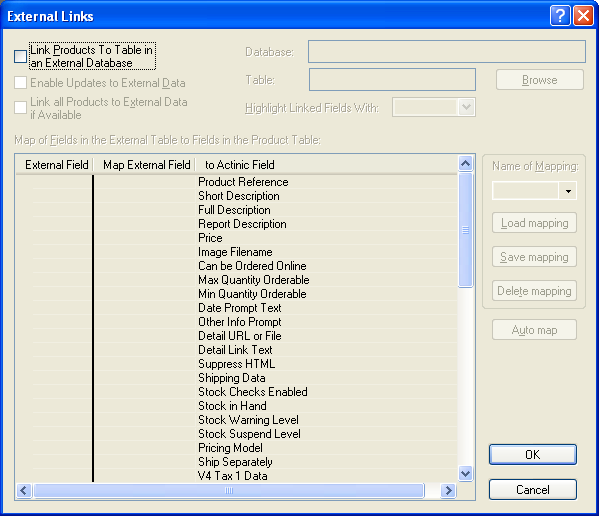 External Links
Link Products To Table in
an External Database
Database:
Enable Updates to External Data
Table:
Browse
Link all Products to External Data
if Available
Highlight Linked Fields With:
Map of Fields in the External Table to Fields in the Product Table:
External Field Map External Field to Actinic Field
Name of Mapping:
Product Reference
Short Description
Full Description
Report Description
Price
Image Filename
Can be Ordered Online
Max Quantity Orderable
Min Quantity Orderable
Date Prompt Text
Other Info Prompt
Detail URL or File
Detail Link Text
Suppress HTML
Shipping Data
Stock Checks Enabled
Stock in Hand
Stock Warning Level
Stock Suspend Level
Pricing Model
Ship Separately
V4 Tax 1 Data
Load mapping
Save mapping
Delete mapping
Auto map
OK
Cancel